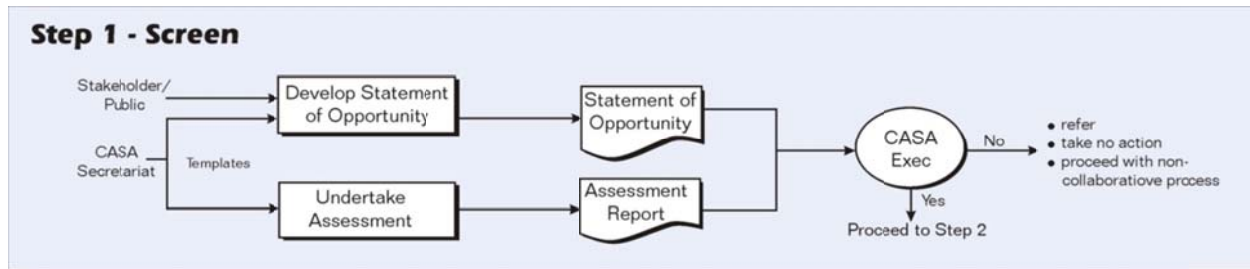 Step 1 - Screen
Stakeholder/
Public
CASA
Secretariat
Templates
Develop Statement
of Opportunity
Undertake
Assessment
Statement of
Opportunity
Assessment
Report
CASA
Exec
No
• refer
• take no action
• proceed with non-
collaboratiove process
Yes
Proceed to Step 2